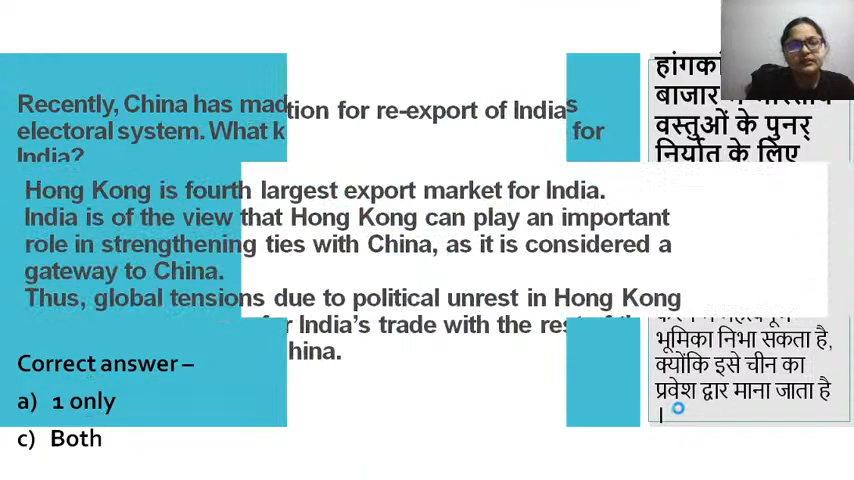 Recently, China has mad
tion for re-export of Indias
electoral system. What k
for
India?
Hong Kong is fourth largest export market for India.
India is of the view that Hong Kong can play an important
role in strengthening ties with China, as it is considered a
gateway to China.
Thus, global tensions due to political unrest in Hong Kong
India's trade with the
hina.
Correct answer –
a) 1 only
c) Both
वस्तुओं के पुनर्
निर्यात के लिए
भूमिका निभा सकता है,
क्योंकि इसे चीन का
प्रवेश द्वार माना जाता है
।